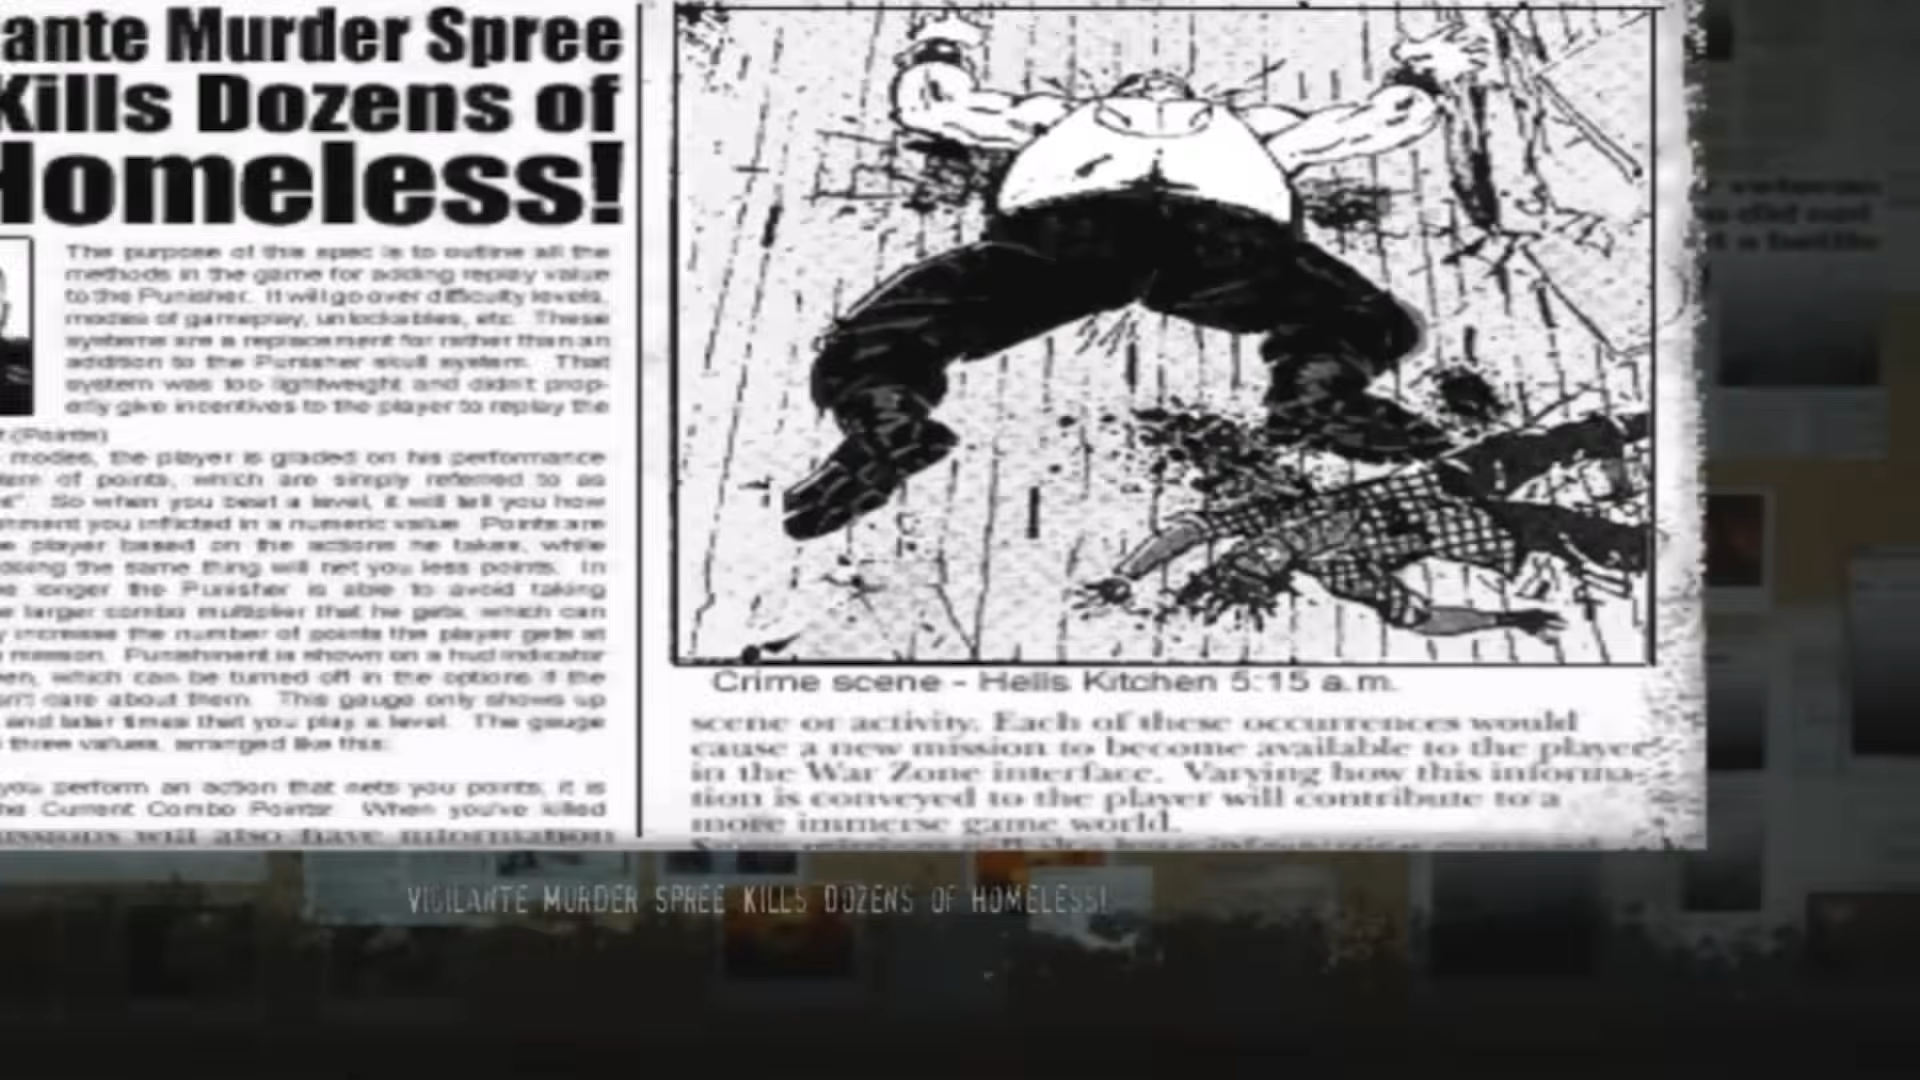 ante Murder Spree
Kills Dozens of
Homeless!
The purpose of this spec is to outline all the
methods in the game for adding replay value
to the Punisher. It will go over difficulty levels,
modes of gameplay, unlockables, etc. These
systems are a replacement for rather than an
addition to the Punisher skull system. That
system was too lightweight and didn't prop-
erly give incentives to the player to replay the
(Points)
modes, the player is graded on his performance
of points, which are simply referred to as
So when you beat a level, it will tell you how
you inflicted in a numeric value. Points are
player based on the actions he takes, while
doing the same thing will net you less points. In
longer the Punisher is able to avoid taking
larger combo multiplier that he gets, which can
increase the number of points the player gets at
mission. Punishment is shown on a hud indicator
which can be turned off in the options if the
care about them. This gauge only shows up
and later times that you play a level. The gauge
three values, arranged like this:
you perform an action that nets you points, it is
Current Combo Points. When you've killed
missions will also have information
Crime scene - Hells Kitchen 5:15 a.m.
scene or activity. Each of these occurrences would
cause a new mission to become available to the player
in the War Zone interface. Varying how this informa-
tion is conveyed to the player will contribute to a
more immerse game world.
veteran
VIGILANTE MURDER SPREE KILLS DOZENS OF HOMELESS!